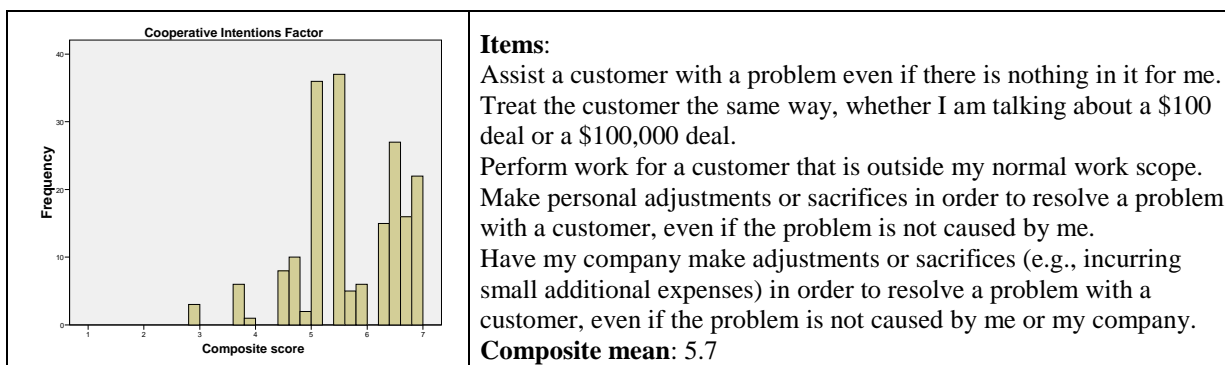 Cooperative Intentions Factor
40
30
20
10
0
Frequency
1 2 3 4 5 6 7
Composite score
Items:
Assist a customer with a problem even if there is nothing in it for me.
Treat the customer the same way, whether I am talking about a $100
deal or a $100,000 deal.
Perform work for a customer that is outside my normal work scope.
Make personal adjustments or sacrifices in order to resolve a problem
with a customer, even if the problem is not caused by me.
Have my company make adjustments or sacrifices (e.g., incurring
small additional expenses) in order to resolve a problem with a
customer, even if the problem is not caused by me or my company.
Composite mean: 5.7